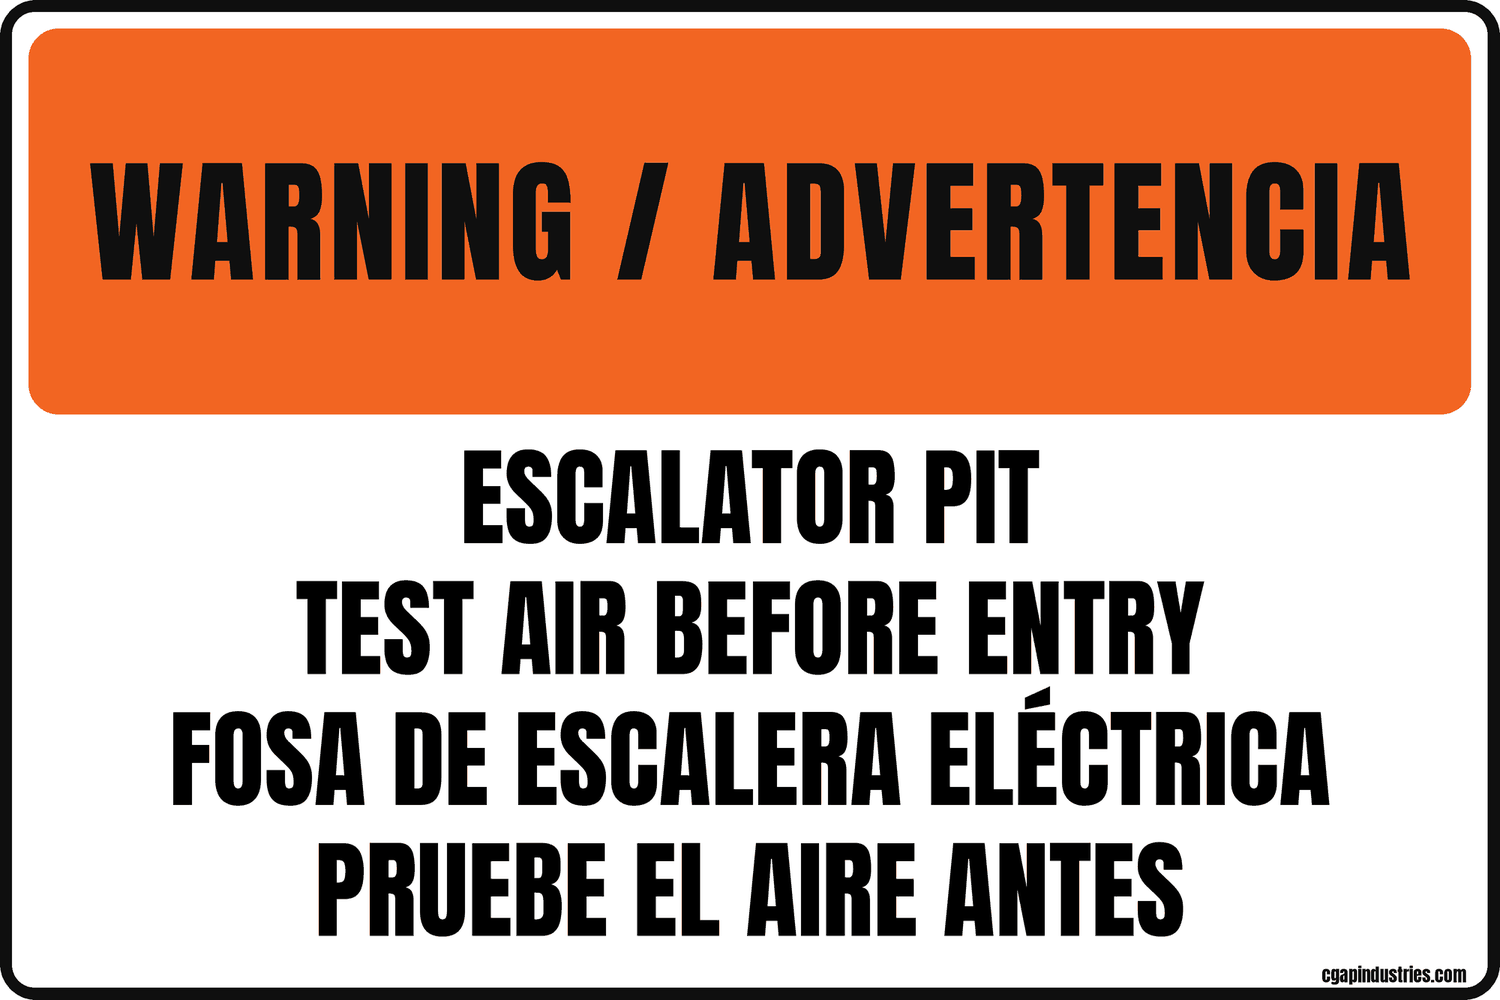 WARNING / ADVERTENCIA
ESCALATOR PIT
TEST AIR BEFORE ENTRY
FOSA DE ESCALERA ELÉCTRICA
PRUEBE EL AIRE ANTES
cgapindustries.com